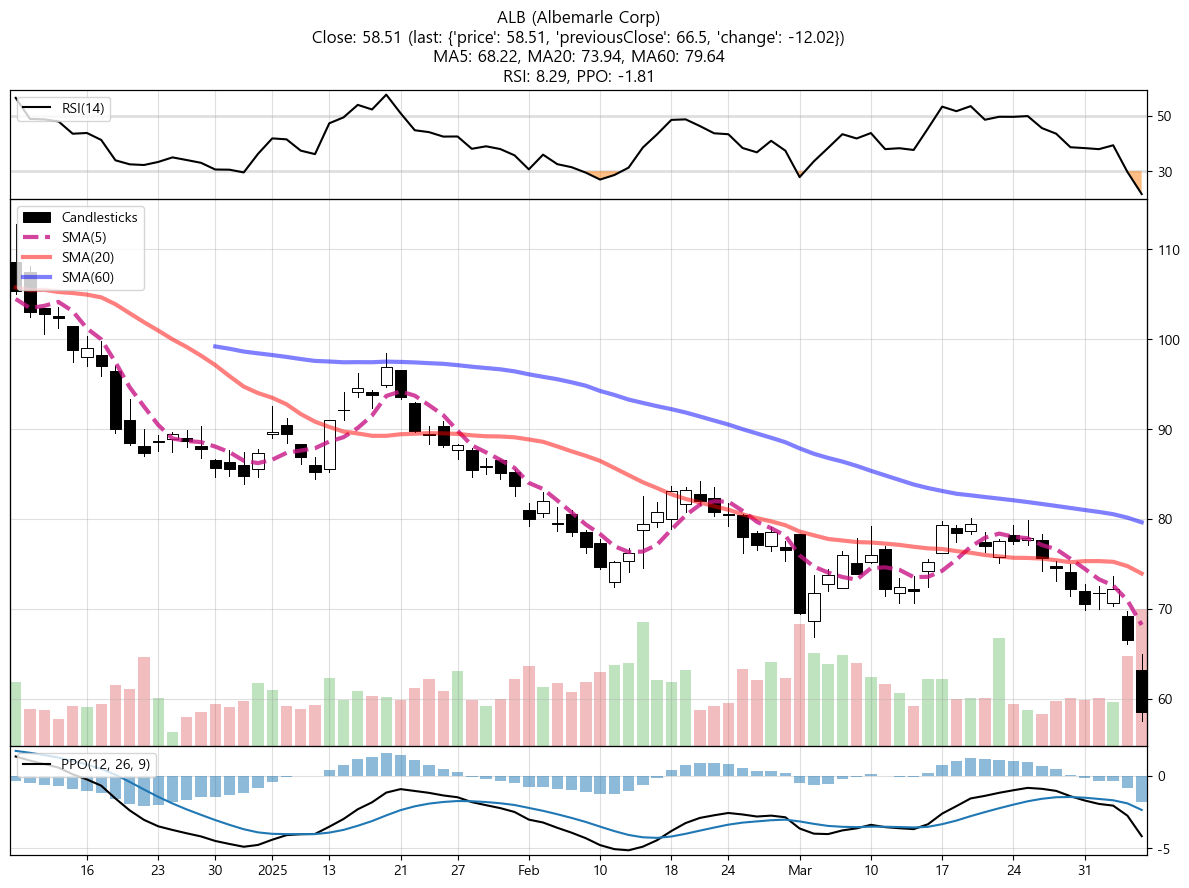 ALB (Albemarle Corp)
Close: 58.51 (last: {'price': 58.51, 'previousClose': 66.5, 'change': -12.02})
MA5: 68.22, MA20: 73.94, MA60: 79.64
RSI: 8.29, PPO: -1.81
RSI(14)
50
30
Candlesticks
SMA(5)
SMA(20)
SMA(60)
110
100
90
80
70
60
PPO(12, 26, 9)
0
-5
16 23 30 2025 13 21 27 Feb 10 18 24 Mar 10 17 24 31